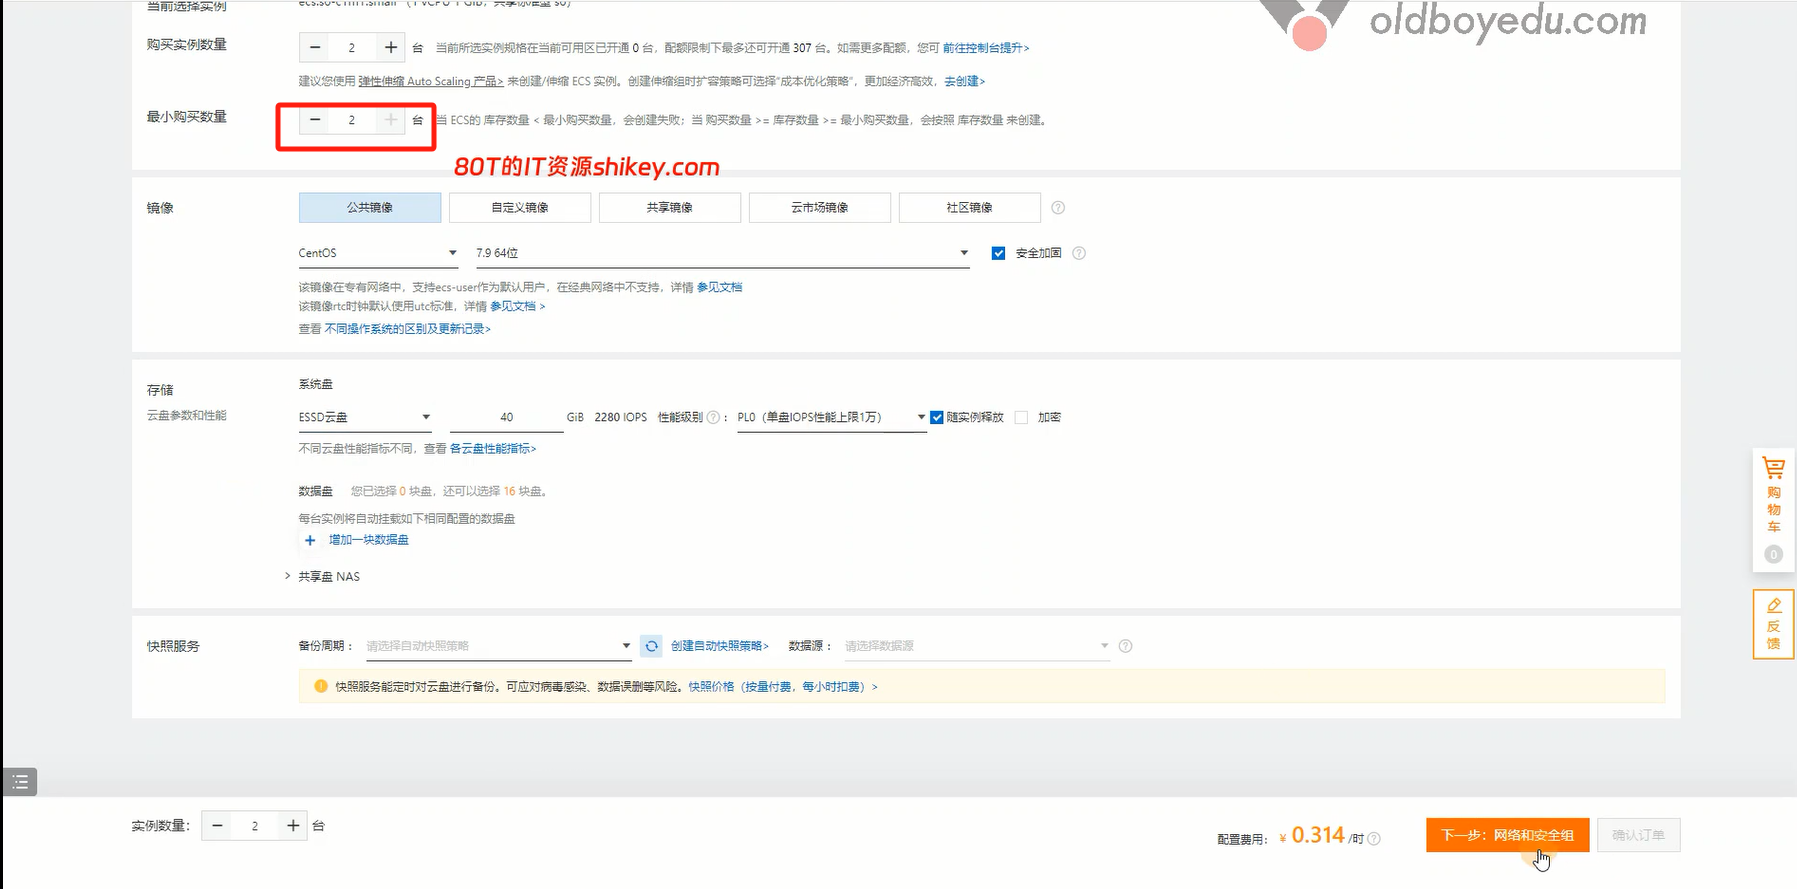 当前选择实例 ecs.s6-c1m1.small （1 vCPU 1 GiB，共享标准型 s6）
oldboyedu.com
购买实例数量 － 2 + 台 当前所选实例规格在当前可用区已开通 0 台，配额限制下最多还可开通 307 台。如需更多配额，您可 前往控制台提升>
建议您使用 弹性伸缩 Auto Scaling 产品> 来创建/伸缩 ECS 实例。创建伸缩组时扩容策略可选择“成本优化策略”，更加经济高效，去创建>
最小购买数量 － 2 + 台 当 ECS的 库存数量 < 最小购买数量，会创建失败；当 购买数量 >= 库存数量 >= 最小购买数量，会按照 库存数量 来创建。
80T的IT资源shikey.com
镜像 公共镜像 自定义镜像 共享镜像 云市场镜像 社区镜像 ?
CentOS 7.9 64位 安全加固 ?
该镜像在专有网络中，支持ecs-user作为默认用户，在经典网络中不支持，详情 参见文档
该镜像rtc时钟默认使用utc标准，详情 参见文档 >
查看 不同操作系统的区别及更新记录>
存储 系统盘
云盘参数和性能
ESSD云盘 40 GiB 2280 IOPS 性能级别 ? ： PL0（单盘IOPS性能上限1万） 随实例释放 加密
不同云盘性能指标不同，查看 各云盘性能指标>
数据盘 您已选择 0 块盘，还可以选择 16 块盘。
每台实例将自动挂载如下相同配置的数据盘
+ 增加一块数据盘
> 共享盘 NAS
购物车
0
反馈
快照服务 备份周期： 请选择自动快照策略 创建自动快照策略> 数据源： 请选择数据源 ?
快照服务能定时对云盘进行备份。可应对病毒感染、数据误删等风险。快照价格（按量付费，每小时扣费）>
实例数量： － 2 + 台
配置费用： ¥ 0.314 /时 ? 下一步：网络和安全组 确认订单